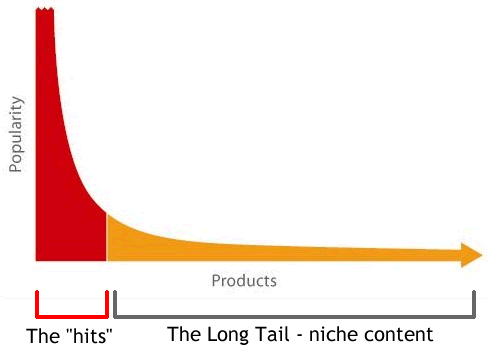 Popularity
Products
The "hits"
The Long Tail - niche content